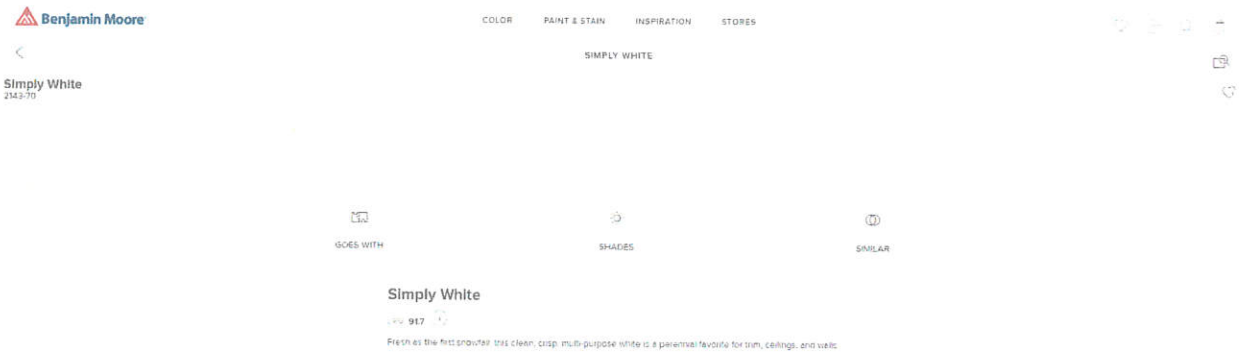 Benjamin Moore
COLOR PAINT & STAIN INSPIRATION STORES
SIMPLY WHITE
Simply White
2143-70
GOES WITH SHADES SIMILAR
Simply White
91.7
Fresh as the first snowfall, this clean, crisp, multi-purpose white is a perennial favorite for trim, ceilings, and walls